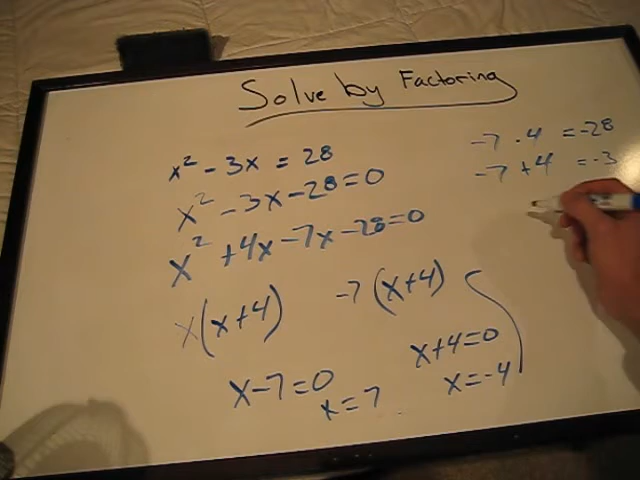 Solve by Factoring
x² - 3x = 28
x² - 3x - 28 = 0
x² + 4x - 7x - 28 = 0
x(x+4) -7(x+4)
x+4=0
x=-4
x-7=0
x=7
-7 · 4 = -28
-7 + 4 = -3